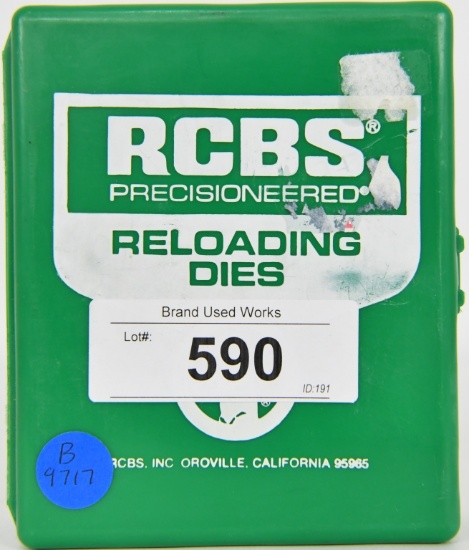 RCBS®
PRECISIONEERED®
RELOADING
DIES
Brand Used Works
Lot#:
590
ID:191
B
9717
RCBS, INC OROVILLE, CALIFORNIA 95965